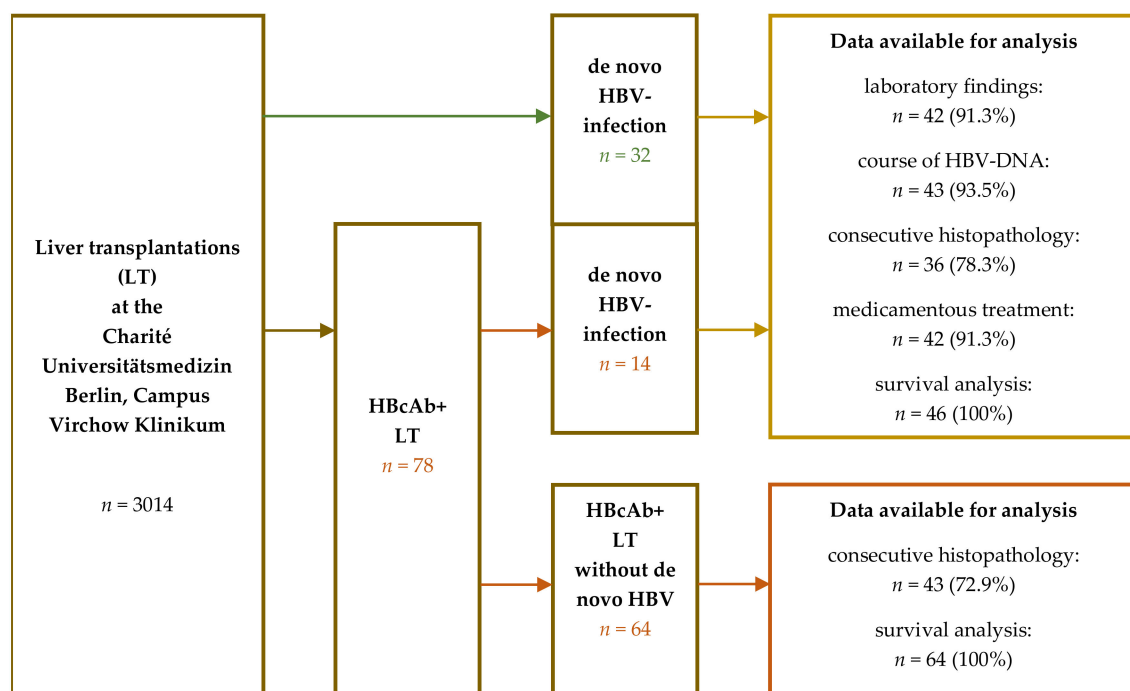 Liver transplantations
(LT)
at the
Charité
Universitätsmedizin
Berlin, Campus
Virchow Klinikum
n = 3014
HBcAb+
LT
n = 78
de novo
HBV-
infection
n = 32
de novo
HBV-
infection
n = 14
HBcAb+
LT
without de
novo HBV
n = 64
Data available for analysis
laboratory findings:
n = 42 (91.3%)
course of HBV-DNA:
n = 43 (93.5%)
consecutive histopathology:
n = 36 (78.3%)
medicamentous treatment:
n = 42 (91.3%)
survival analysis:
n = 46 (100%)
Data available for analysis
consecutive histopathology:
n = 43 (72.9%)
survival analysis:
n = 64 (100%)